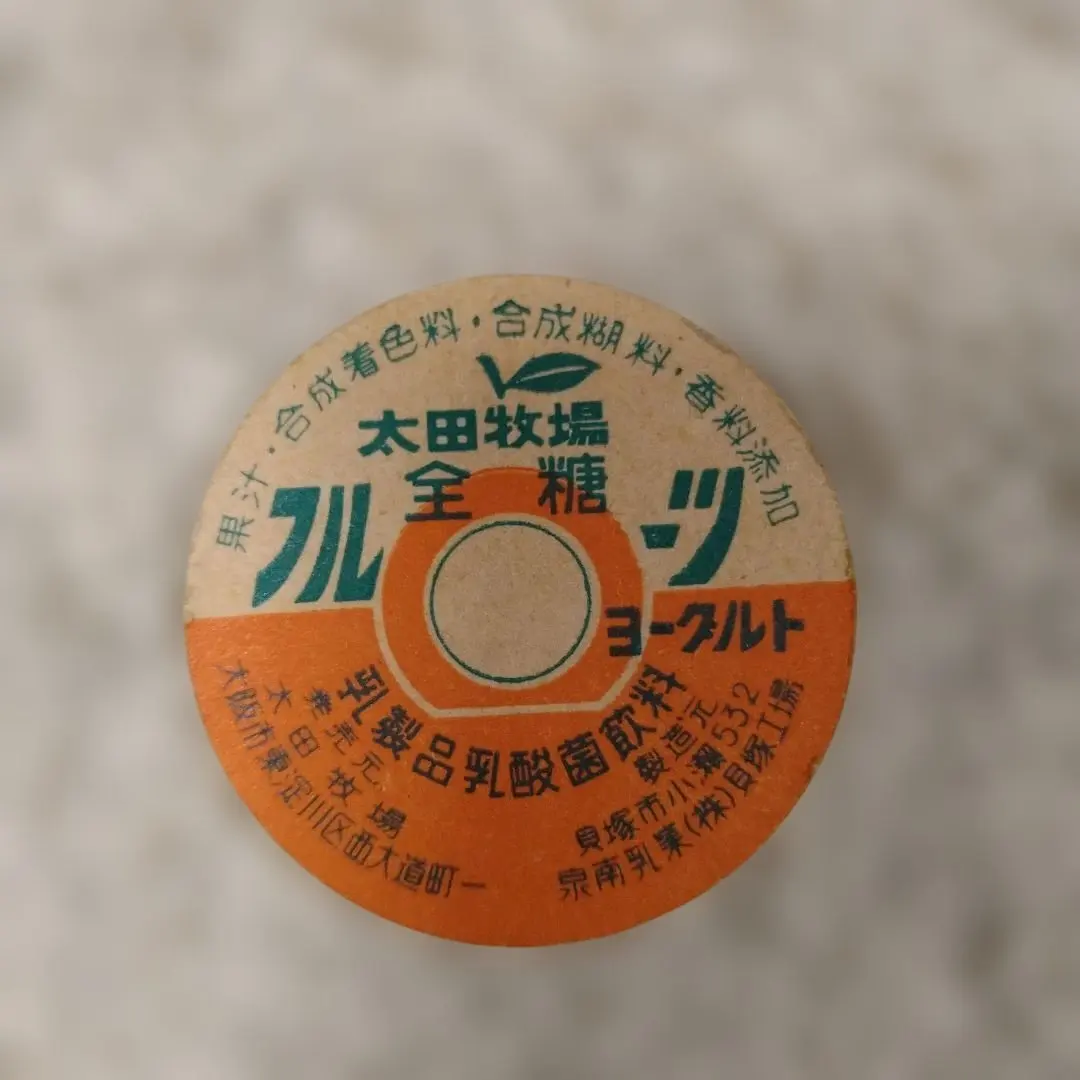 果汁・合成着色料・合成糊料・香料添加
太田牧場
全糖
フルーツ
ヨーグルト
乳製品乳酸菌飲料
発売元
太田牧場
大阪市東淀川区西大道町一
製造元
貝塚市小瀬532
泉南乳業(株)貝塚工場